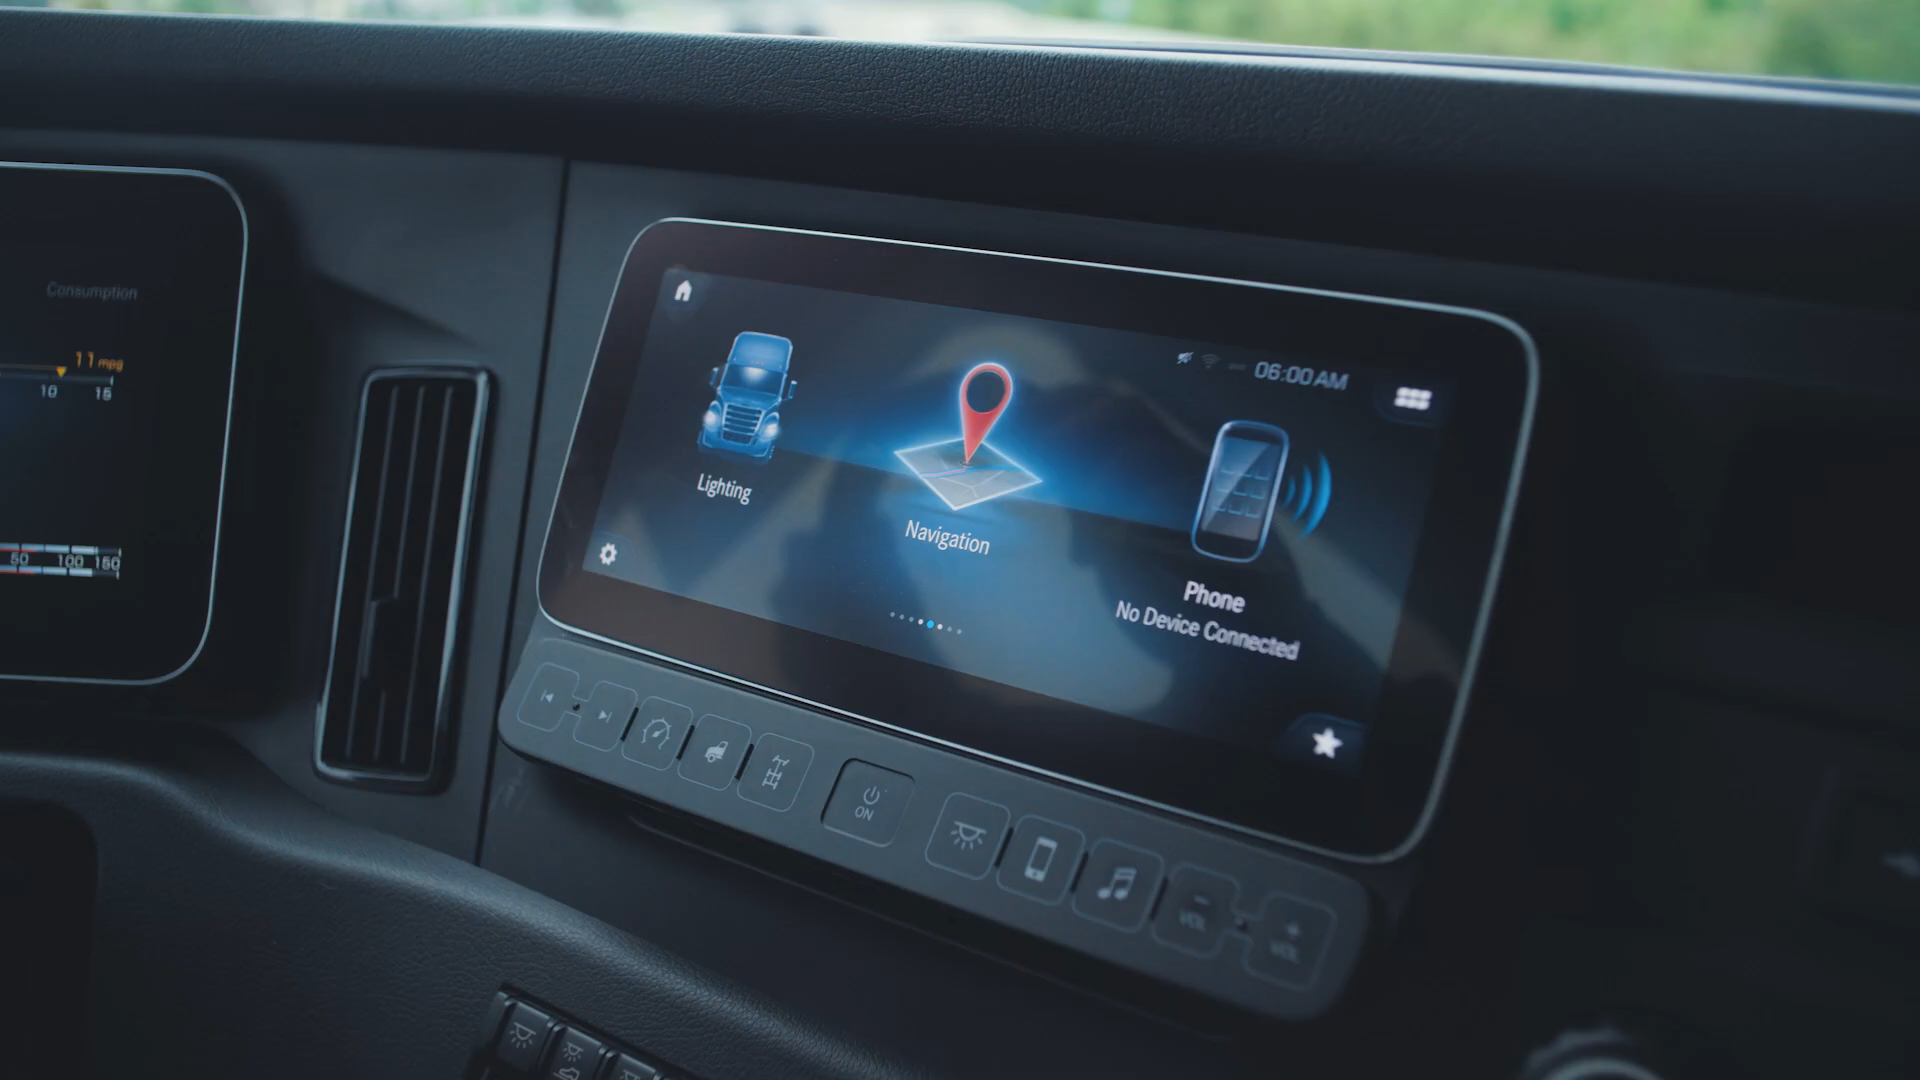 Consumption
11 mpg
10 15
50 100 150
06:00 AM
Lighting
Navigation
Phone
No Device Connected
ON
VOL
VOL